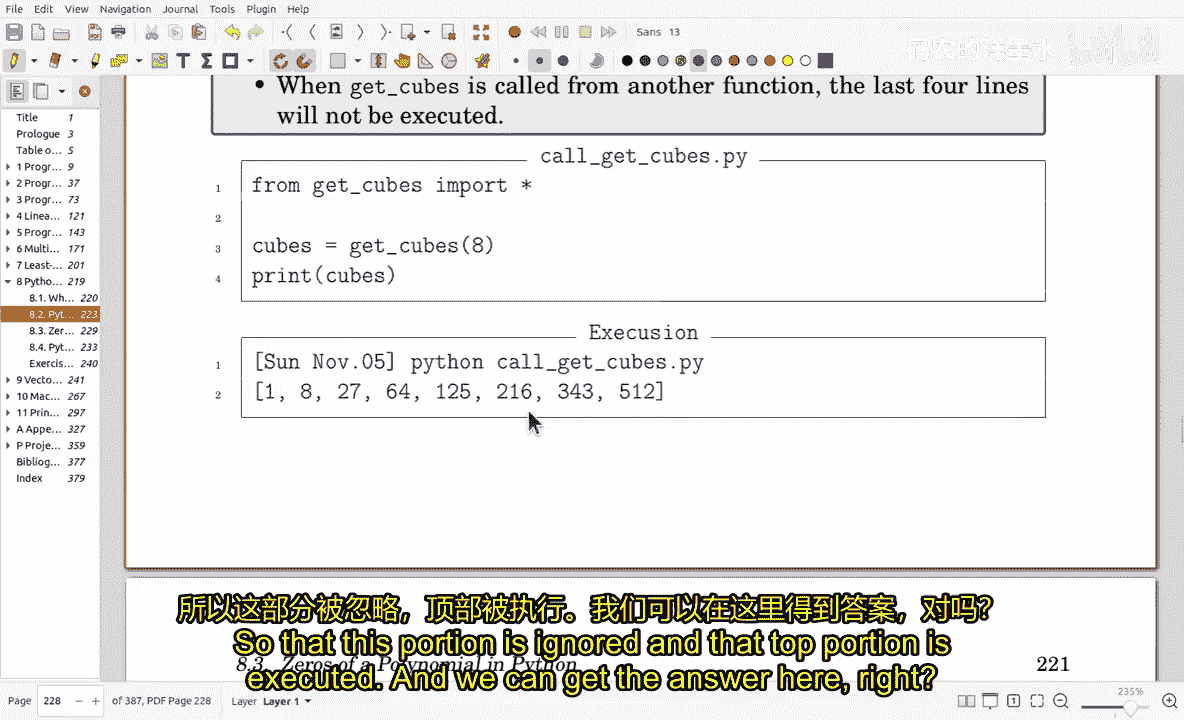 File Edit View Navigation Journal Tools Plugin Help
Sans 13
Title 1
Prologue 3
Table o... 5
1 Progr... 9
2 Progr... 37
3 Progr... 73
4 Linea... 121
5 Progr... 143
6 Multi... 171
7 Least-... 201
8 Pytho... 219
8.1. Wh... 220
8.2. Pyt... 223
8.3. Zer... 229
8.4. Pyt... 233
Exercis... 240
9 Vecto... 241
10 Mac... 267
11 Prin... 297
A Appe... 327
P Proje... 359
Bibliog... 377
Index 379
• When get_cubes is called from another function, the last four lines
will not be executed.
call_get_cubes.py
1 from get_cubes import *
2
3 cubes = get_cubes(8)
4 print(cubes)
Execusion
1 [Sun Nov.05] python call_get_cubes.py
2 [1, 8, 27, 64, 125, 216, 343, 512]
所以这部分被忽略，顶部被执行。我们可以在这里得到答案，对吗？
So that this portion is ignored and that top portion is
8.3. Zeros of a Polynomial in Python 221
executed. And we can get the answer here, right?
Page 228 of 387, PDF Page 228 Layer Layer 1 235%